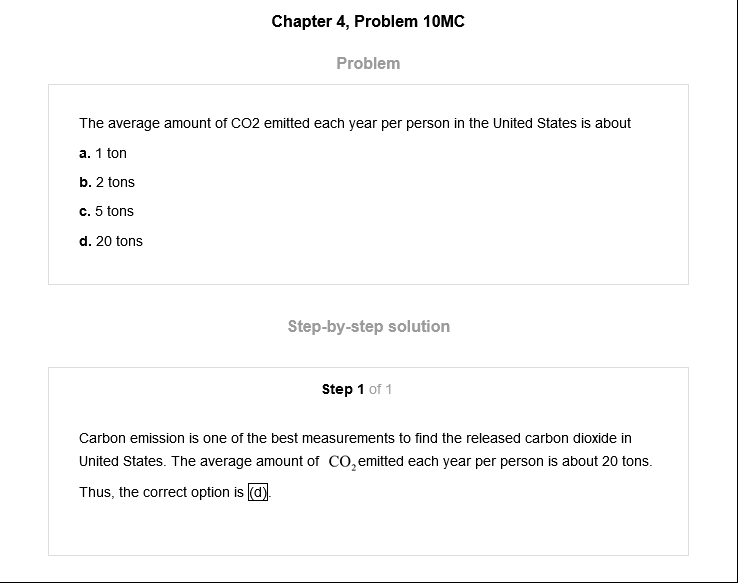 Chapter 4, Problem 10MC
Problem
The average amount of CO2 emitted each year per person in the United States is about
a. 1 ton
b. 2 tons
c. 5 tons
d. 20 tons
Step-by-step solution
Step 1 of 1
Carbon emission is one of the best measurements to find the released carbon dioxide in
United States. The average amount of CO₂ emitted each year per person is about 20 tons.
Thus, the correct option is (d).